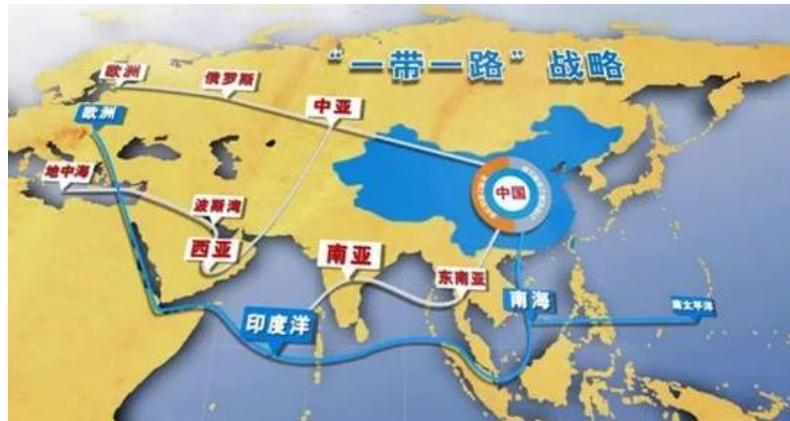 “一带一路”战略
欧洲
俄罗斯
中亚
欧洲
地中海
波斯湾
西亚
南亚
东南亚
中国
印度洋
南海
南太平洋